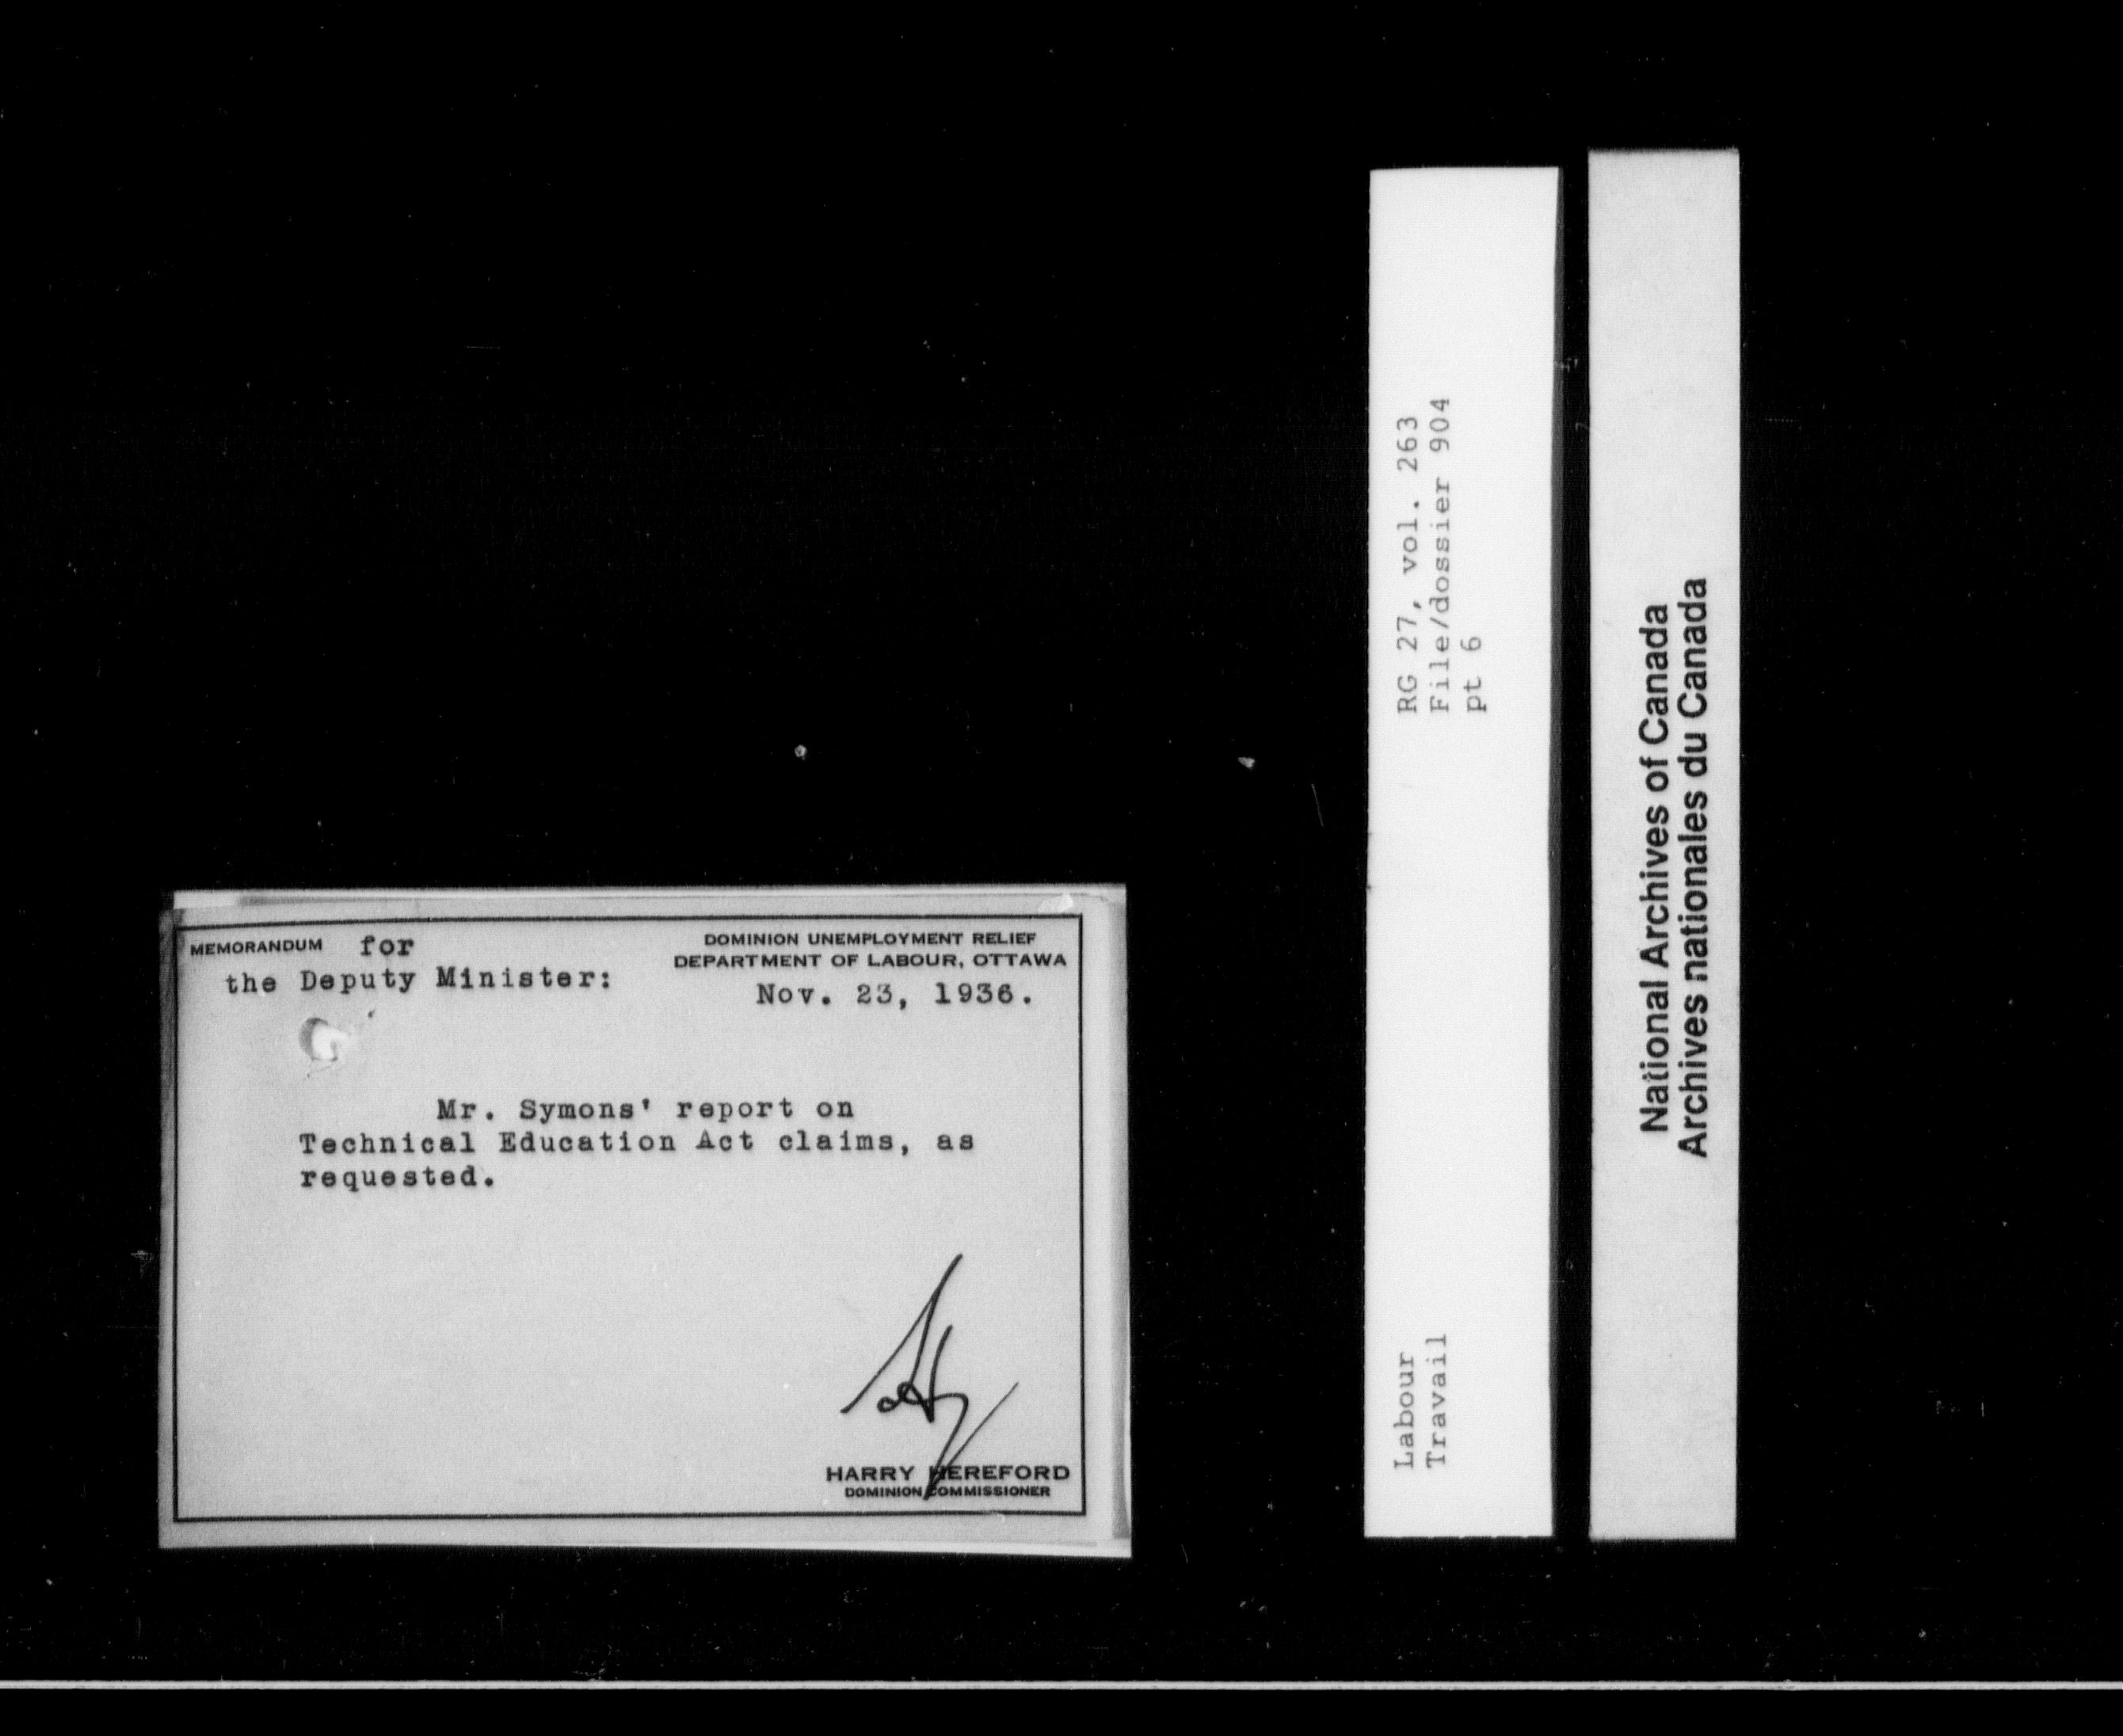 MEMORANDUM for
the Deputy Minister:
DOMINION UNEMPLOYMENT RELIEF
DEPARTMENT OF LABOUR, OTTAWA
Nov. 23, 1936.
Mr. Symons' report on
Technical Education Act claims, as
requested.
HARRY HEREFORD
DOMINION COMMISSIONER
RG 27, vol. 263
File/dossier 904
pt 6
Labour
Travail
National Archives of Canada
Archives nationales du Canada